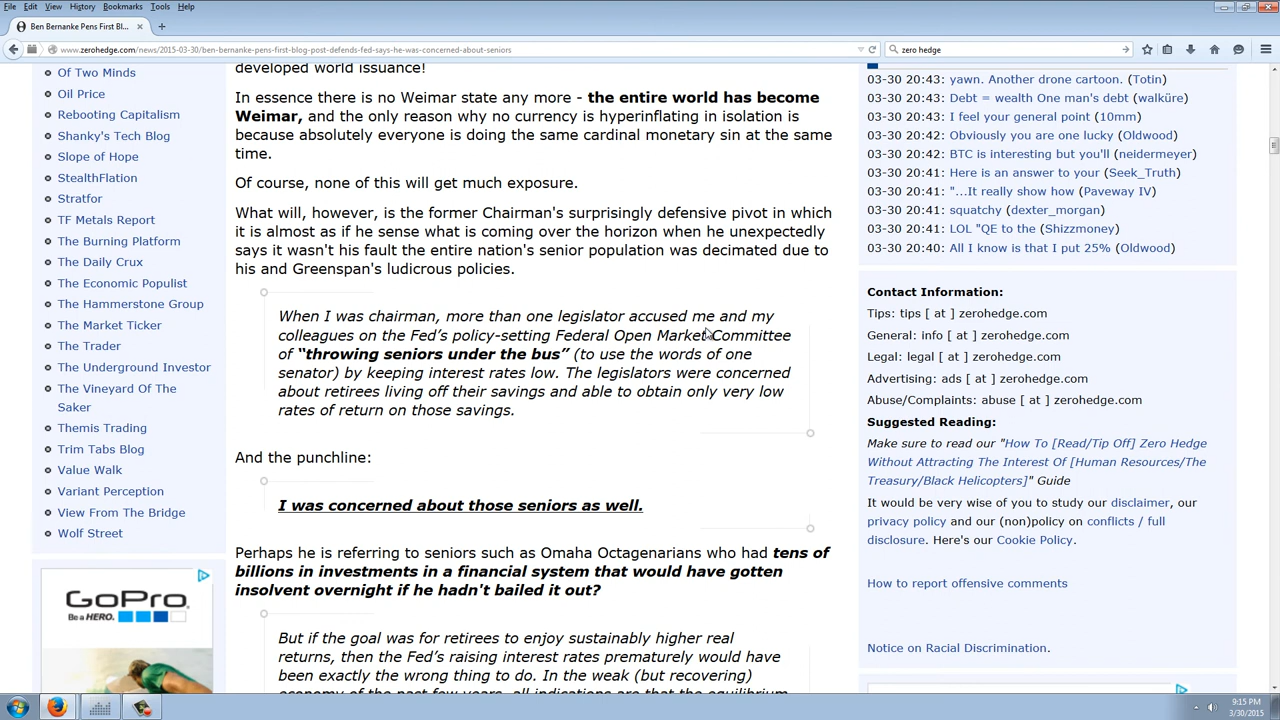 File Edit View History Bookmarks Tools Help
Ben Bernanke Pens First Bl...
www.zerohedge.com/news/2015-03-30/ben-bernanke-pens-first-blog-post-defends-fed-says-he-was-concerned-about-seniors
zero hedge
Of Two Minds
Oil Price
Rebooting Capitalism
Shanky's Tech Blog
Slope of Hope
StealthFlation
Stratfor
TF Metals Report
The Burning Platform
The Daily Crux
The Economic Populist
The Hammerstone Group
The Market Ticker
The Trader
The Underground Investor
The Vineyard Of The
Saker
Themis Trading
Trim Tabs Blog
Value Walk
Variant Perception
View From The Bridge
Wolf Street
GoPro
Be a HERO.
developed world issuance!
In essence there is no Weimar state any more - the entire world has become
Weimar, and the only reason why no currency is hyperinflating in isolation is
because absolutely everyone is doing the same cardinal monetary sin at the same
time.
Of course, none of this will get much exposure.
What will, however, is the former Chairman's surprisingly defensive pivot in which
it is almost as if he sense what is coming over the horizon when he unexpectedly
says it wasn't his fault the entire nation's senior population was decimated due to
his and Greenspan's ludicrous policies.
When I was chairman, more than one legislator accused me and my
colleagues on the Fed's policy-setting Federal Open Market Committee
of “throwing seniors under the bus” (to use the words of one
senator) by keeping interest rates low. The legislators were concerned
about retirees living off their savings and able to obtain only very low
rates of return on those savings.
And the punchline:
I was concerned about those seniors as well.
Perhaps he is referring to seniors such as Omaha Octagenarians who had tens of
billions in investments in a financial system that would have gotten
insolvent overnight if he hadn't bailed it out?
But if the goal was for retirees to enjoy sustainably higher real
returns, then the Fed's raising interest rates prematurely would have
been exactly the wrong thing to do. In the weak (but recovering)
economy of the past few years, all indications are that the equilibrium
03-30 20:43: yawn. Another drone cartoon. (Totin)
03-30 20:43: Debt = wealth One man's debt (walküre)
03-30 20:43: I feel your general point (10mm)
03-30 20:42: Obviously you are one lucky (Oldwood)
03-30 20:42: BTC is interesting but you'll (neidermeyer)
03-30 20:41: Here is an answer to your (Seek_Truth)
03-30 20:41: "...It really show how (Paveway IV)
03-30 20:41: squatchy (dexter_morgan)
03-30 20:41: LOL "QE to the (Shizzmoney)
03-30 20:40: All I know is that I put 25% (Oldwood)
Contact Information:
Tips: tips [ at ] zerohedge.com
General: info [ at ] zerohedge.com
Legal: legal [ at ] zerohedge.com
Advertising: ads [ at ] zerohedge.com
Abuse/Complaints: abuse [ at ] zerohedge.com
Suggested Reading:
Make sure to read our "How To [Read/Tip Off] Zero Hedge
Without Attracting The Interest Of [Human Resources/The
Treasury/Black Helicopters]" Guide
It would be very wise of you to study our disclaimer, our
privacy policy and our (non)policy on conflicts / full
disclosure. Here's our Cookie Policy.
How to report offensive comments
Notice on Racial Discrimination.
9:15 PM
3/30/2015